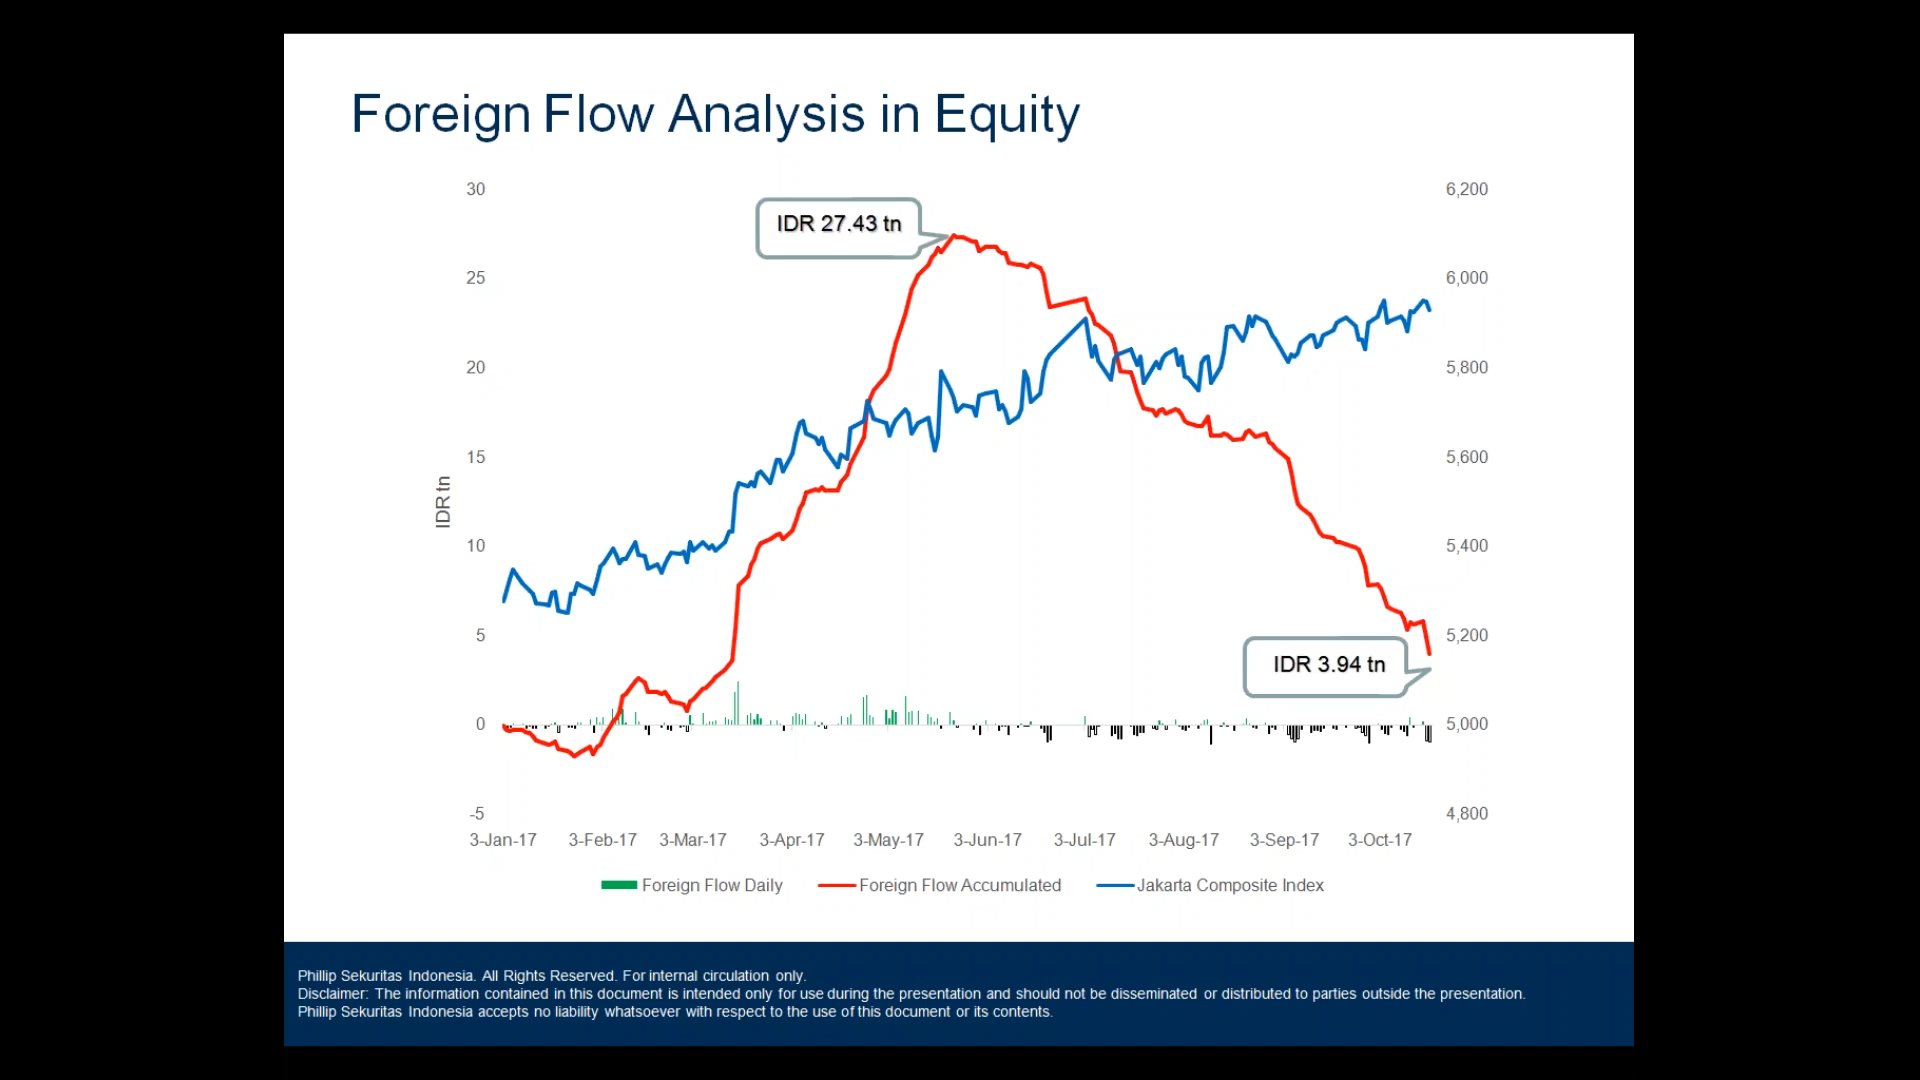 Foreign Flow Analysis in Equity
30
25
20
15
10
5
0
-5
IDR tn
6,200
6,000
5,800
5,600
5,400
5,200
5,000
4,800
IDR 27.43 tn
IDR 3.94 tn
3-Jan-17 3-Feb-17 3-Mar-17 3-Apr-17 3-May-17 3-Jun-17 3-Jul-17 3-Aug-17 3-Sep-17 3-Oct-17
Foreign Flow Daily Foreign Flow Accumulated Jakarta Composite Index
Phillip Sekuritas Indonesia. All Rights Reserved. For internal circulation only.
Disclaimer: The information contained in this document is intended only for use during the presentation and should not be disseminated or distributed to parties outside the presentation.
Phillip Sekuritas Indonesia accepts no liability whatsoever with respect to the use of this document or its contents.